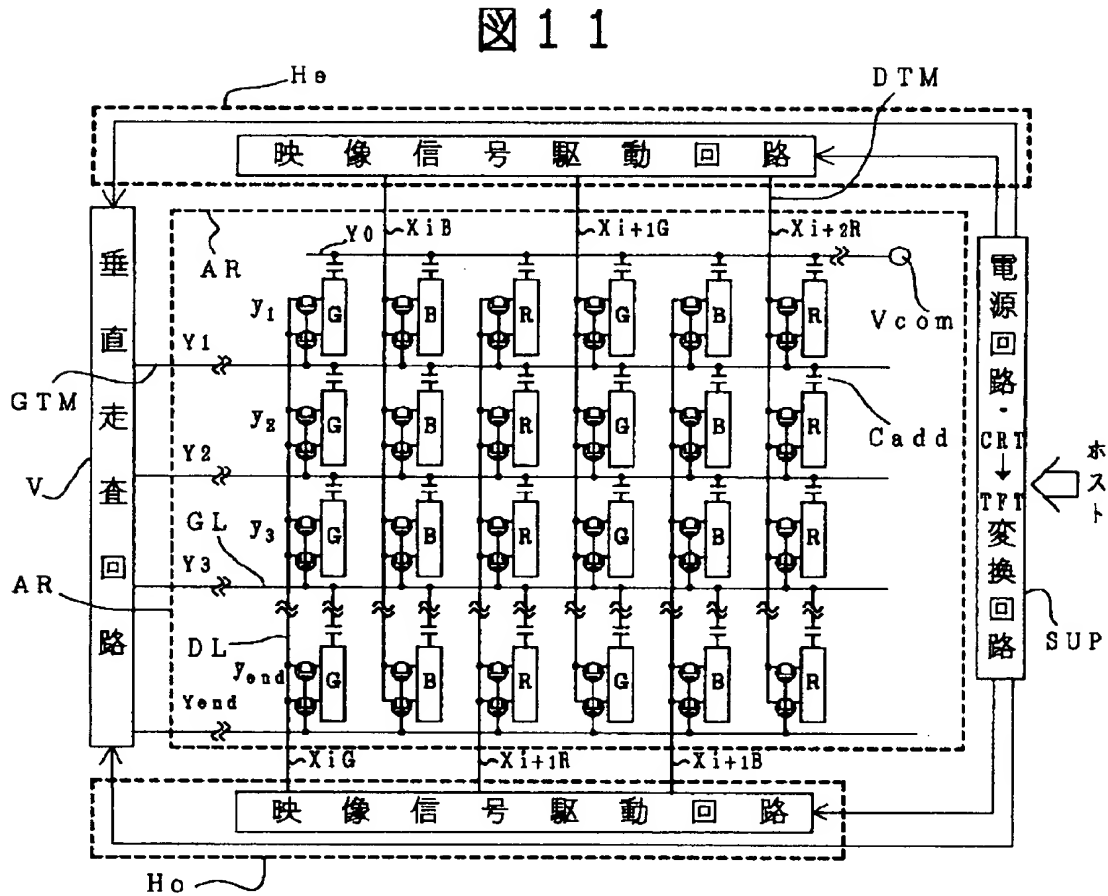 図11
He
DTM
映像信号駆動回路
AR
XiB
Xi+1G
Xi+2R
Y0
Vcom
垂直走査回路
電源回路・CRT→TFT変換回路
ホスト
y1
G B R G B R
Y1
GTM
Cadd
y2
G B R G B R
Y2
V
GL
y3
G B R G B R
Y3
AR
SUP
DL
yend
G B R G B R
Yend
XiG
Xi+1R
Xi+1B
映像信号駆動回路
Ho